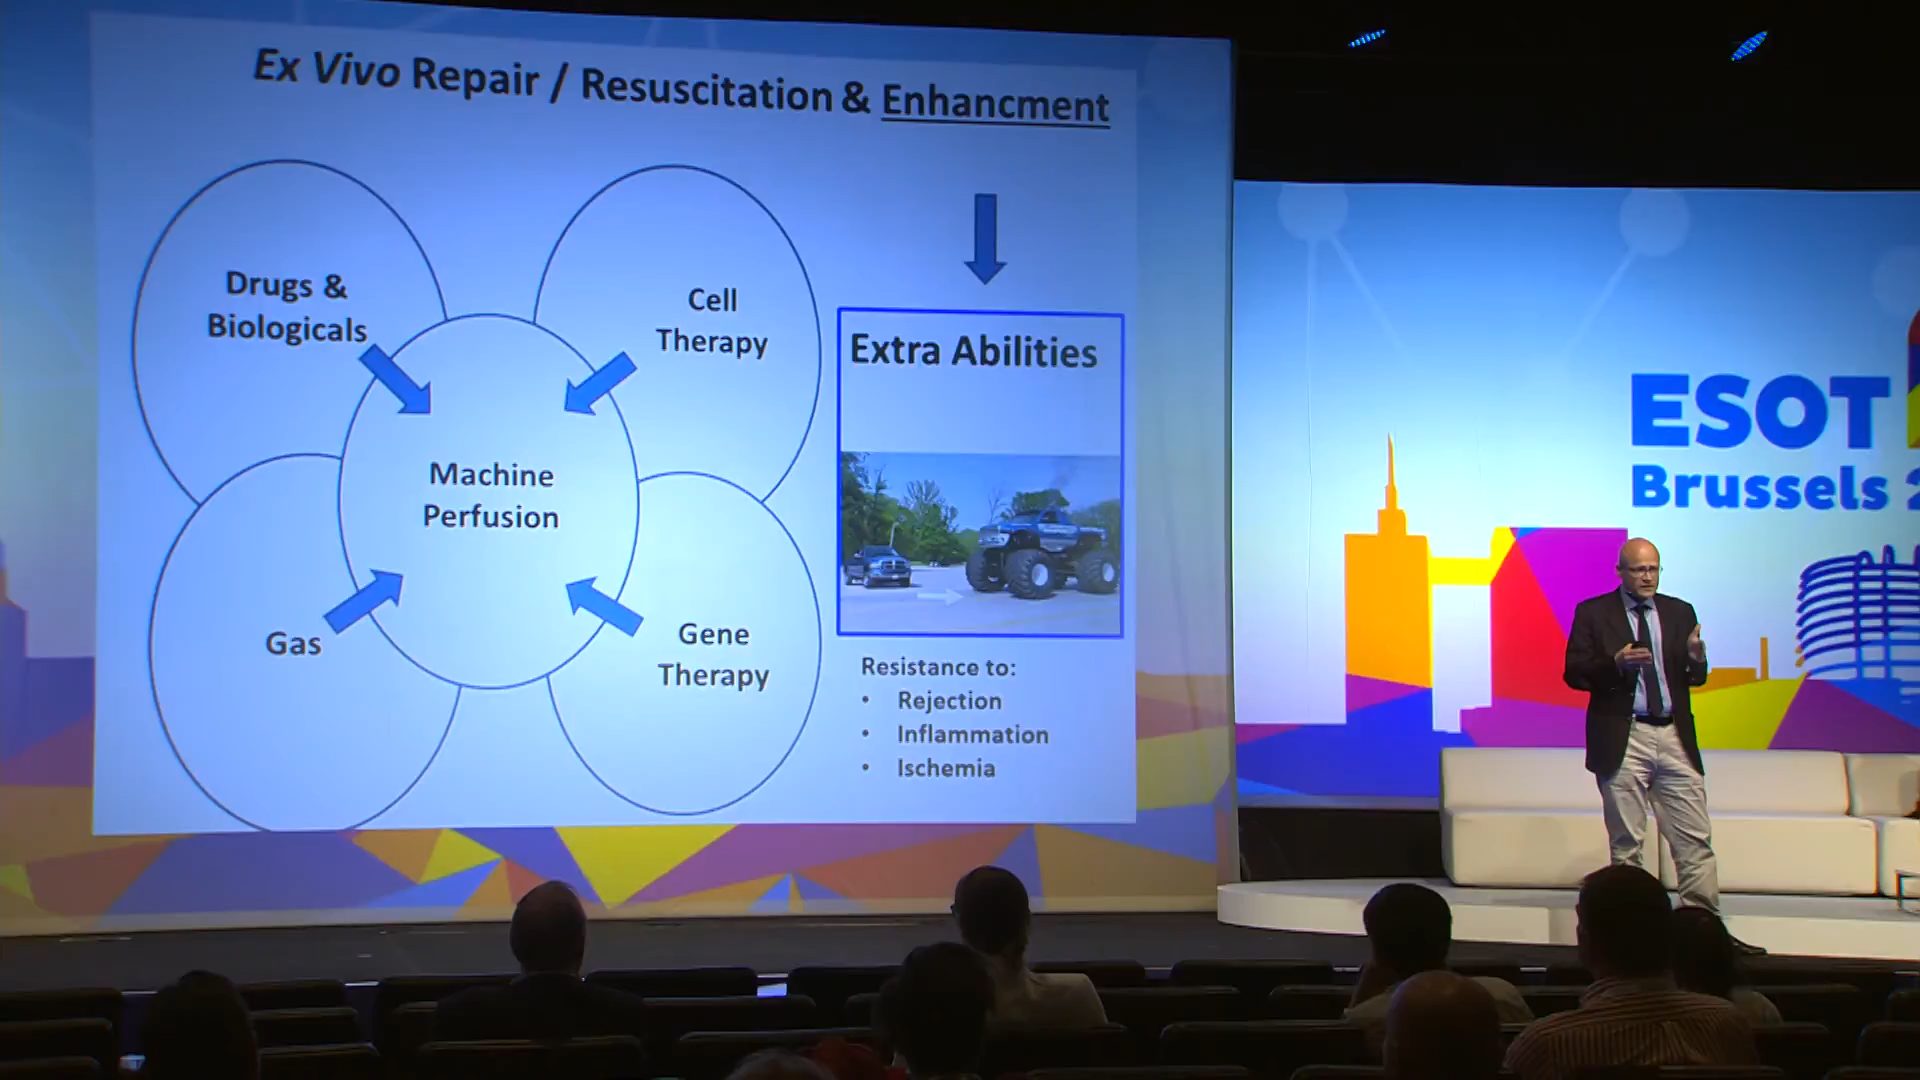 Ex Vivo Repair / Resuscitation & Enhancment
Drugs &
Biologicals
Cell
Therapy
Machine
Perfusion
Gas
Gene
Therapy
Extra Abilities
Resistance to:
• Rejection
• Inflammation
• Ischemia
ESOT
Brussels